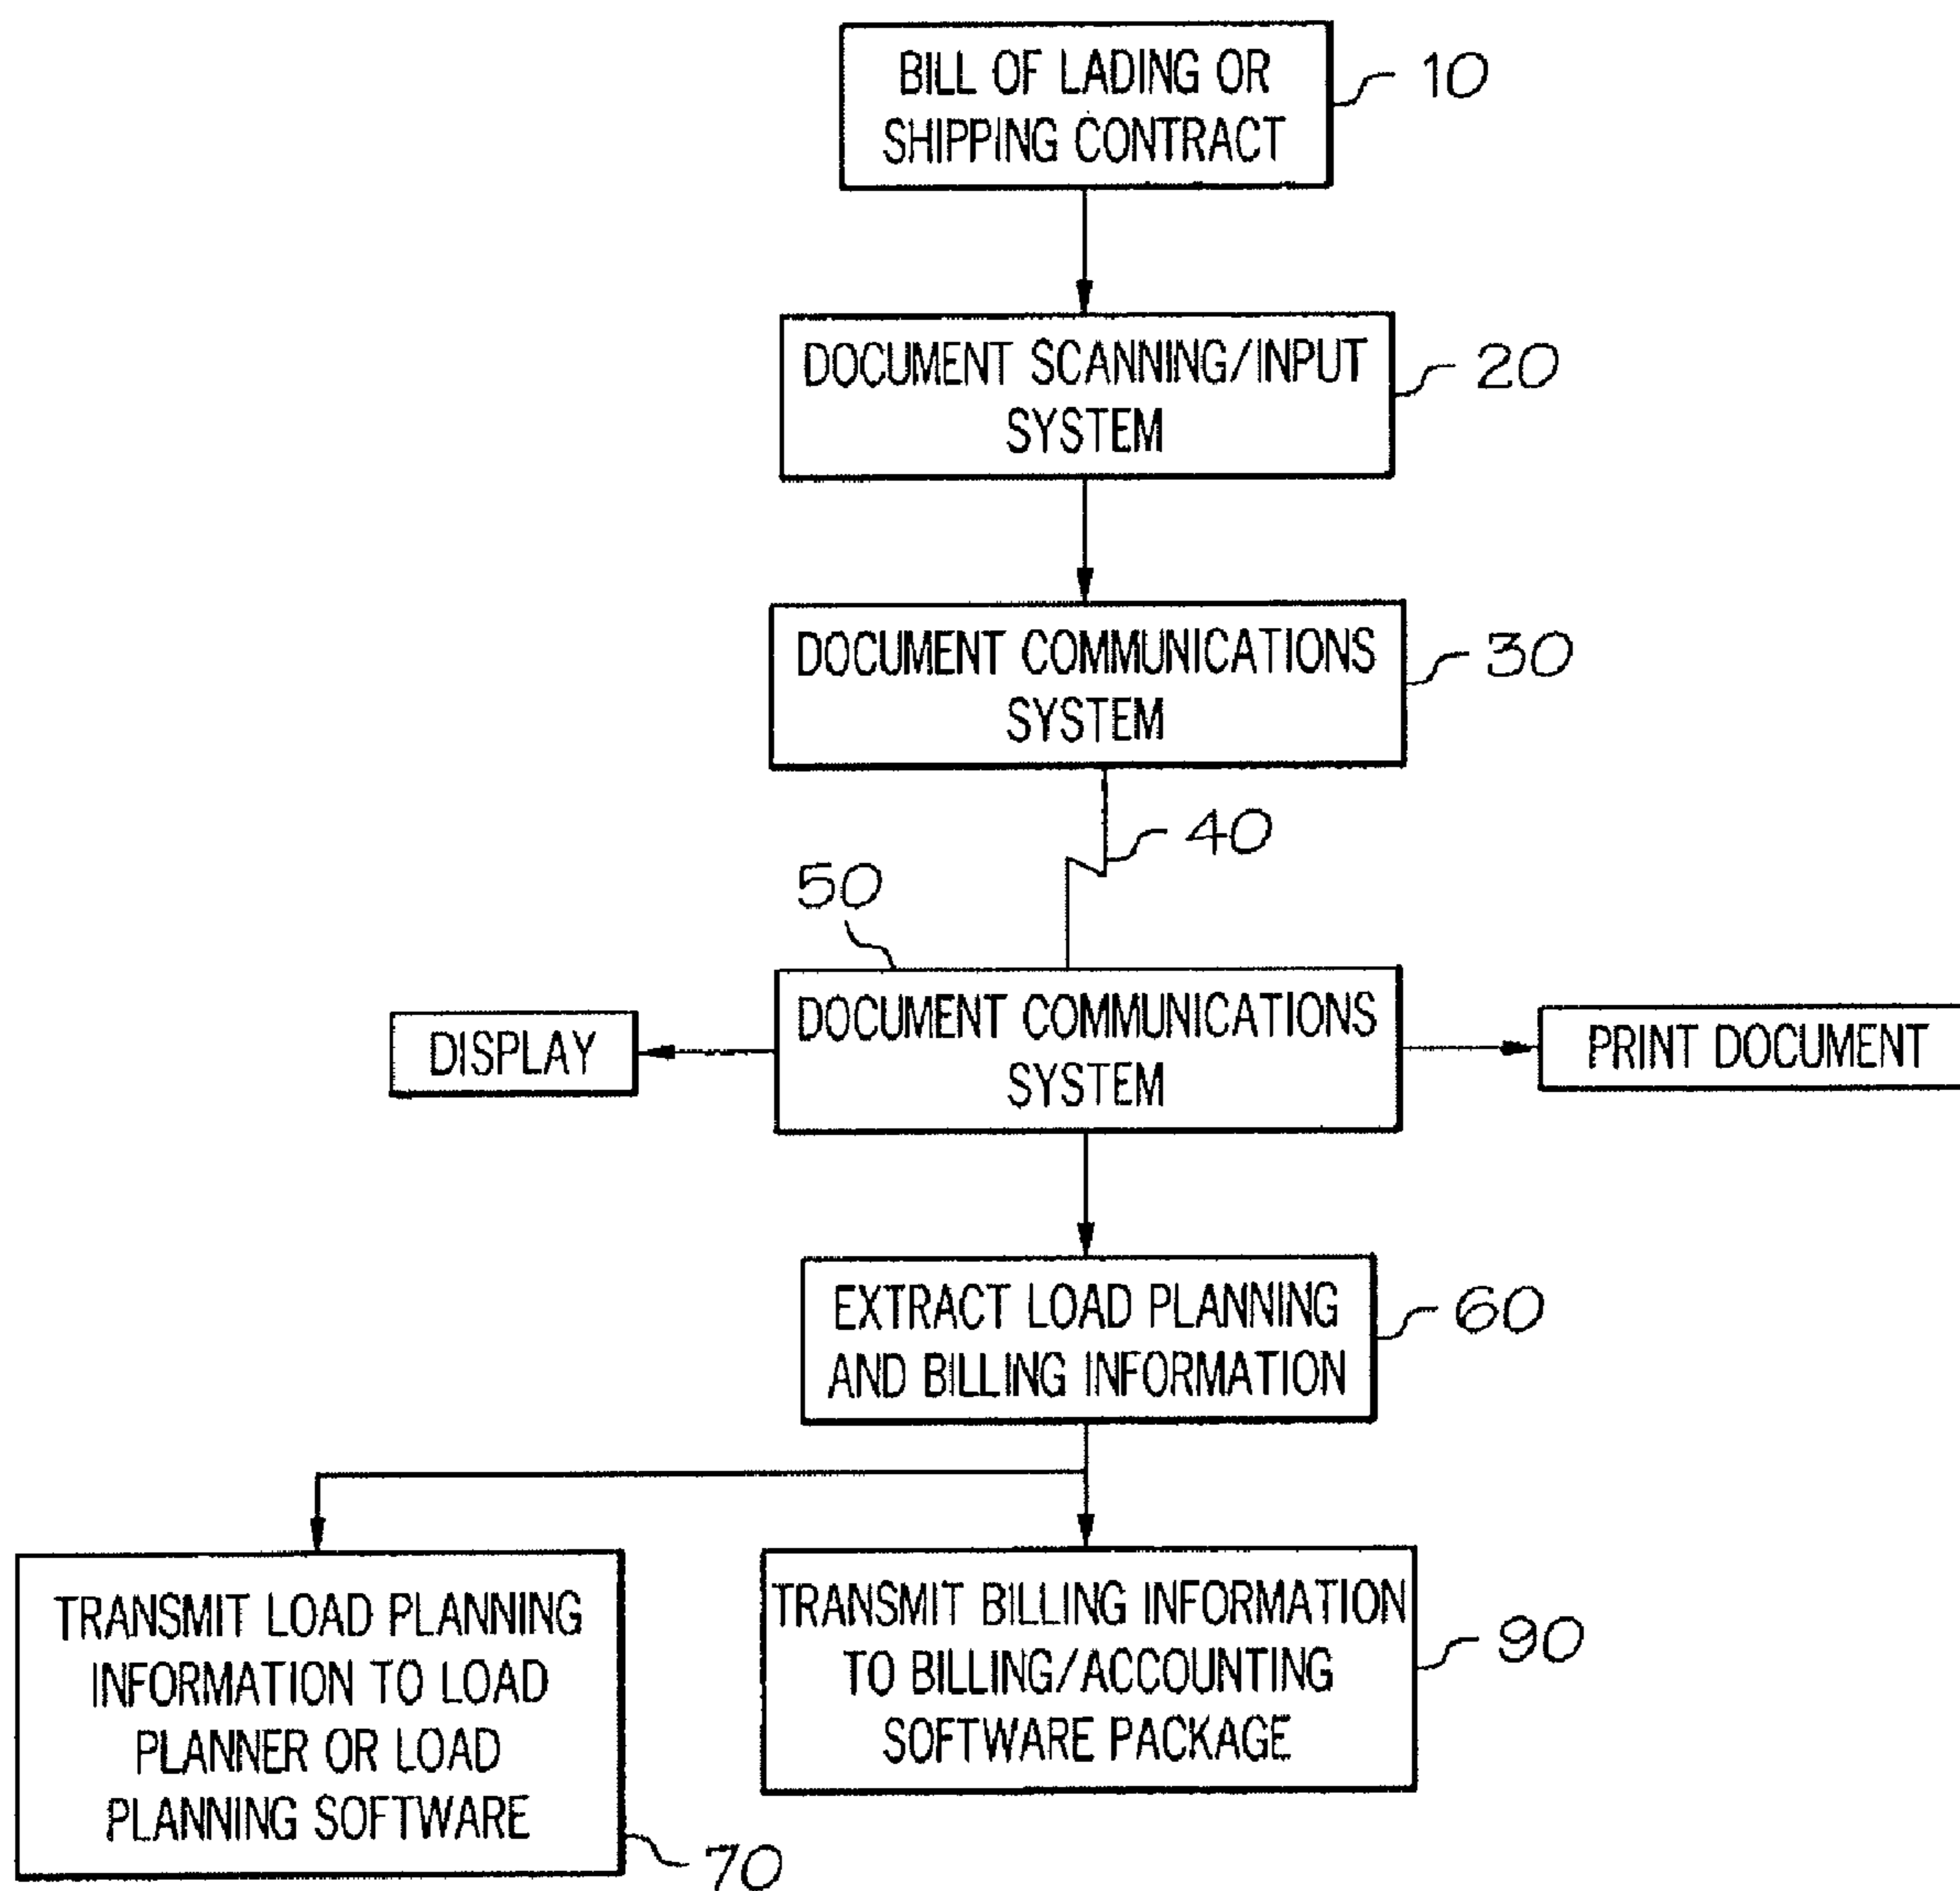 BILL OF LADING OR
SHIPPING CONTRACT
10
DOCUMENT SCANNING/INPUT
SYSTEM
20
DOCUMENT COMMUNICATIONS
SYSTEM
30
40
50
DISPLAY
DOCUMENT COMMUNICATIONS
SYSTEM
PRINT DOCUMENT
EXTRACT LOAD PLANNING
AND BILLING INFORMATION
60
TRANSMIT LOAD PLANNING
INFORMATION TO LOAD
PLANNER OR LOAD
PLANNING SOFTWARE
70
TRANSMIT BILLING INFORMATION
TO BILLING/ACCOUNTING
SOFTWARE PACKAGE
90